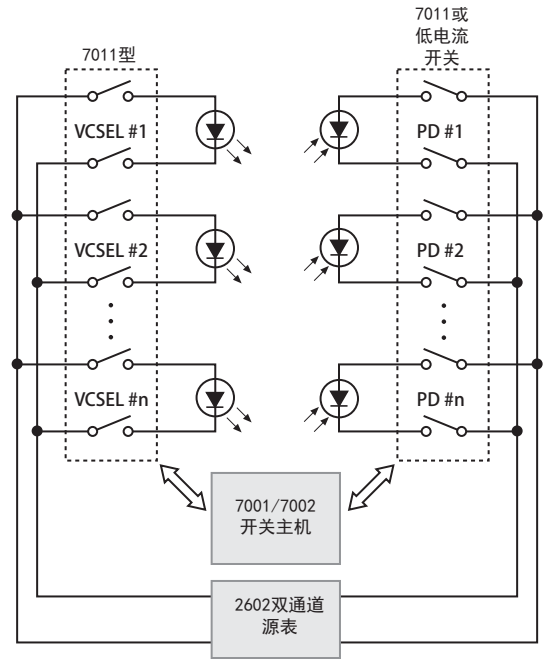 7011型
7011或
低电流
开关
VCSEL #1
PD #1
VCSEL #2
PD #2
VCSEL #n
PD #n
7001/7002
开关主机
2602双通道
源表